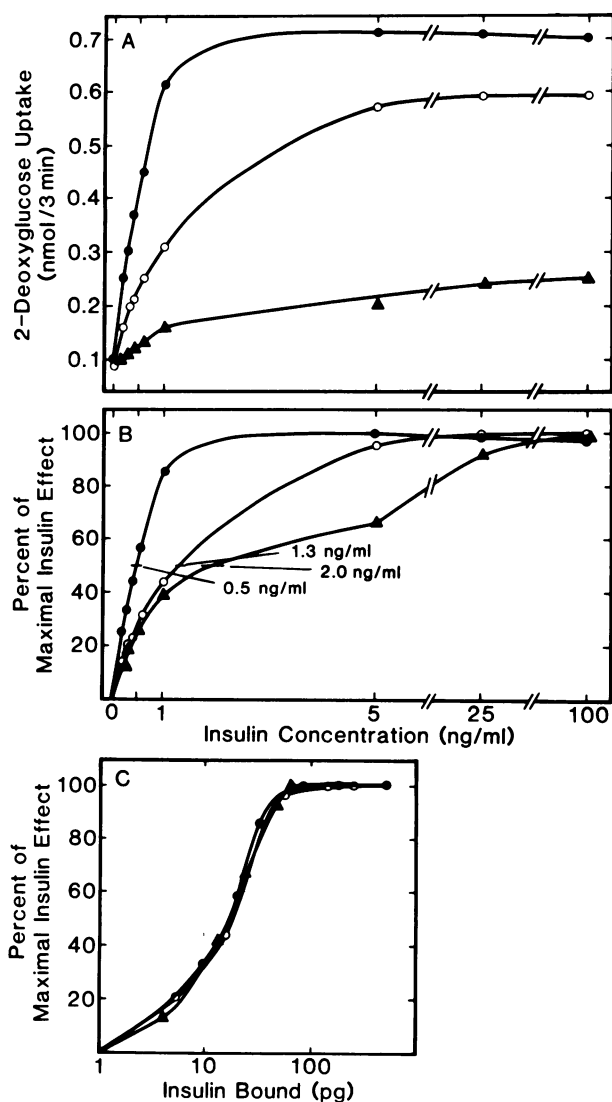 A
2-Deoxyglucose Uptake
(nmol/3 min)
0.7
0.6
0.5
0.4
0.3
0.2
0.1
B
Percent of
Maximal Insulin Effect
100
80
60
40
20
1.3 ng/ml
2.0 ng/ml
0.5 ng/ml
0 1 5 25 100
Insulin Concentration (ng/ml)
C
Percent of
Maximal Insulin Effect
100
80
60
40
20
1 10 100
Insulin Bound (pg)